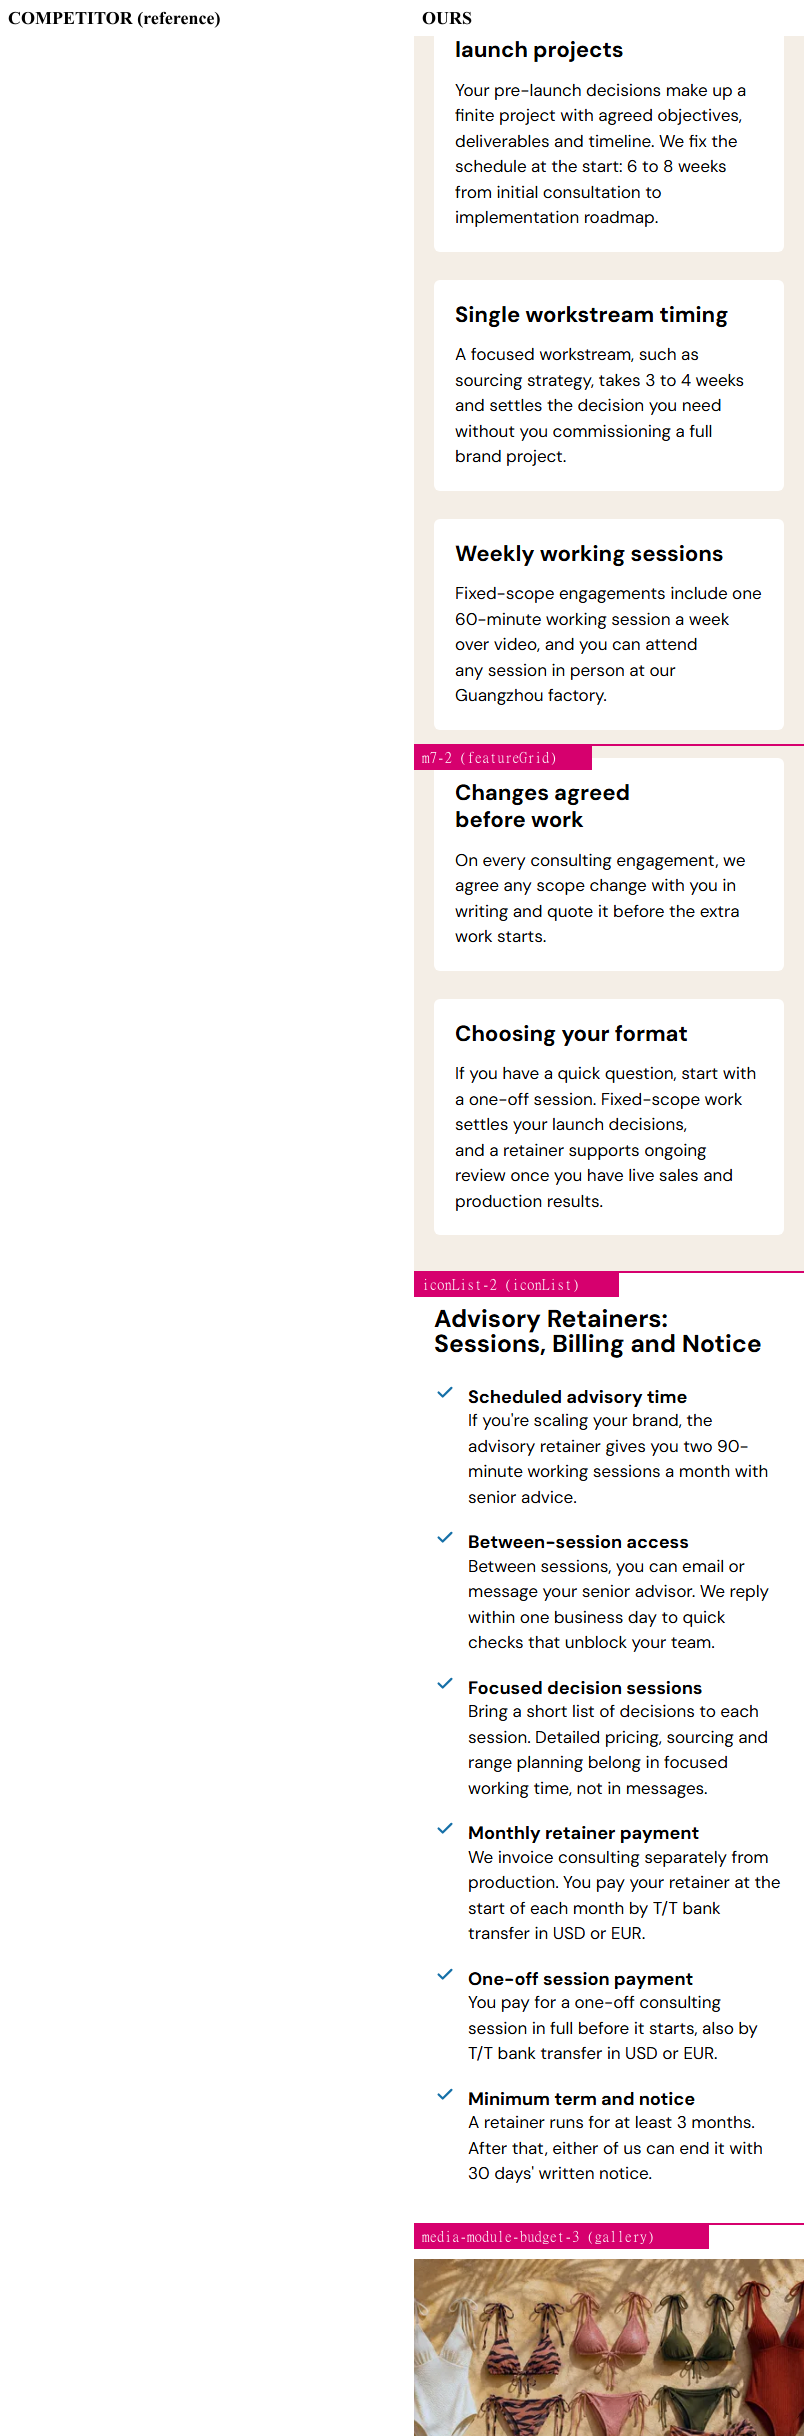 COMPETITOR (reference)
OURS
launch projects
Your pre-launch decisions make up a
finite project with agreed objectives,
deliverables and timeline. We fix the
schedule at the start: 6 to 8 weeks
from initial consultation to
implementation roadmap.
Single workstream timing
A focused workstream, such as
sourcing strategy, takes 3 to 4 weeks
and settles the decision you need
without you commissioning a full
brand project.
Weekly working sessions
Fixed-scope engagements include one
60-minute working session a week
over video, and you can attend
any session in person at our
Guangzhou factory.
m7-2 (featureGrid)
Changes agreed
before work
On every consulting engagement, we
agree any scope change with you in
writing and quote it before the extra
work starts.
Choosing your format
If you have a quick question, start with
a one-off session. Fixed-scope work
settles your launch decisions,
and a retainer supports ongoing
review once you have live sales and
production results.
iconList-2 (iconList)
Advisory Retainers:
Sessions, Billing and Notice
Scheduled advisory time
If you're scaling your brand, the
advisory retainer gives you two 90-
minute working sessions a month with
senior advice.
Between-session access
Between sessions, you can email or
message your senior advisor. We reply
within one business day to quick
checks that unblock your team.
Focused decision sessions
Bring a short list of decisions to each
session. Detailed pricing, sourcing and
range planning belong in focused
working time, not in messages.
Monthly retainer payment
We invoice consulting separately from
production. You pay your retainer at the
start of each month by T/T bank
transfer in USD or EUR.
One-off session payment
You pay for a one-off consulting
session in full before it starts, also by
T/T bank transfer in USD or EUR.
Minimum term and notice
A retainer runs for at least 3 months.
After that, either of us can end it with
30 days' written notice.
media-module-budget-3 (gallery)